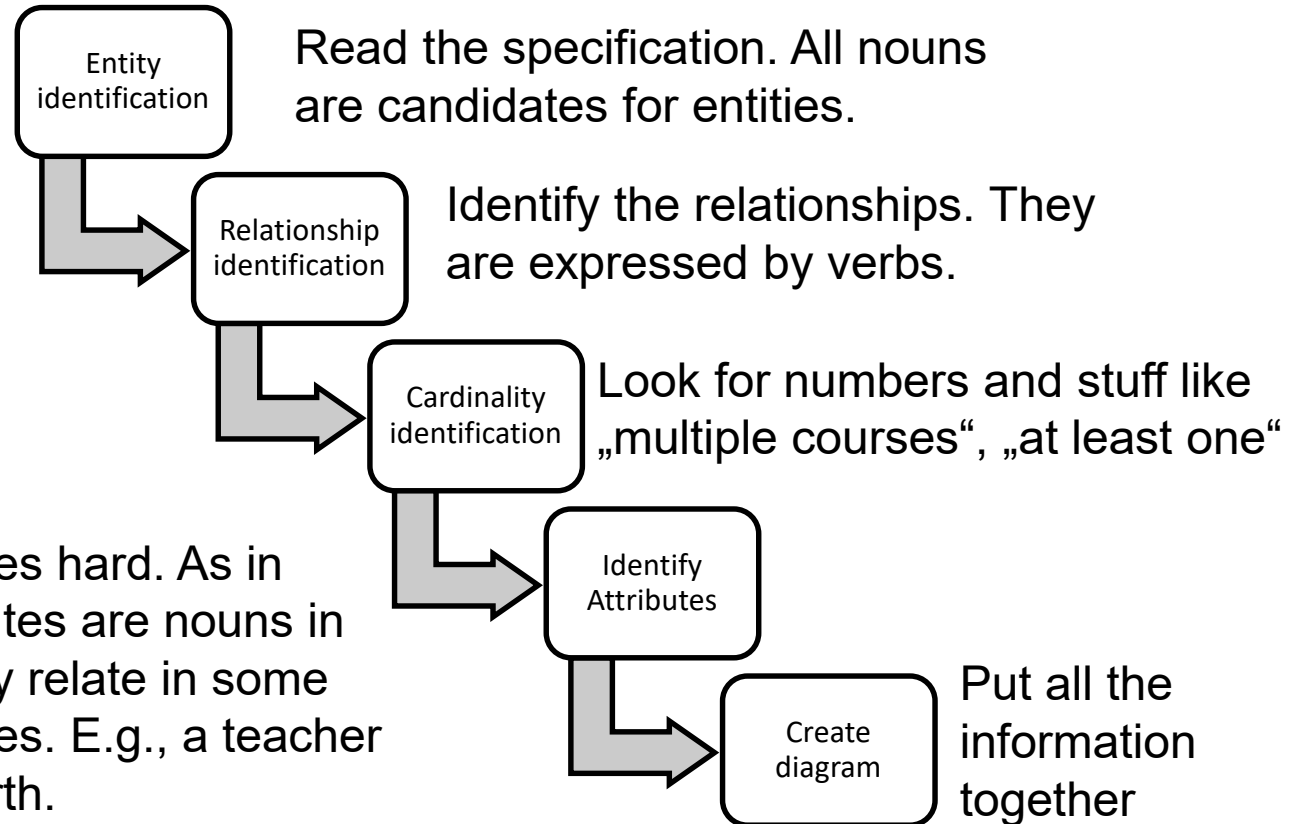 Entity
identification
Read the specification. All nouns
are candidates for entities.
Relationship
identification
Identify the relationships. They
are expressed by verbs.
Cardinality
identification
Look for numbers and stuff like
„multiple courses“, „at least one“
Identify
Attributes
es hard. As in
tes are nouns in
y relate in some
es. E.g., a teacher
rth.
Create
diagram
Put all the
information
together